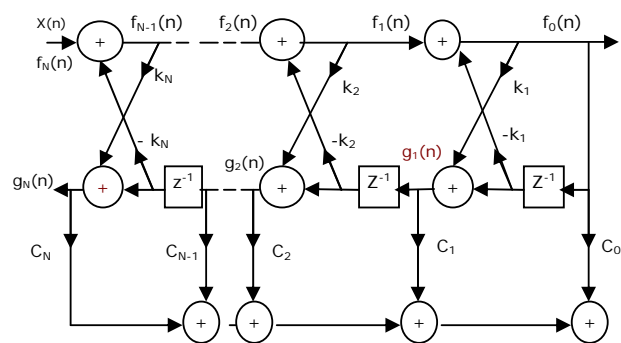 X(n) f_{N-1}(n) f_2(n) f_1(n) f_0(n)
+ + +
f_N(n)
k_N k_2 k_1
- k_N -k_2 -k_1
g_N(n) + z^{-1} g_2(n) + Z^{-1} g_1(n) + Z^{-1}
C_N C_{N-1} C_2 C_1 C_0
+ + + +